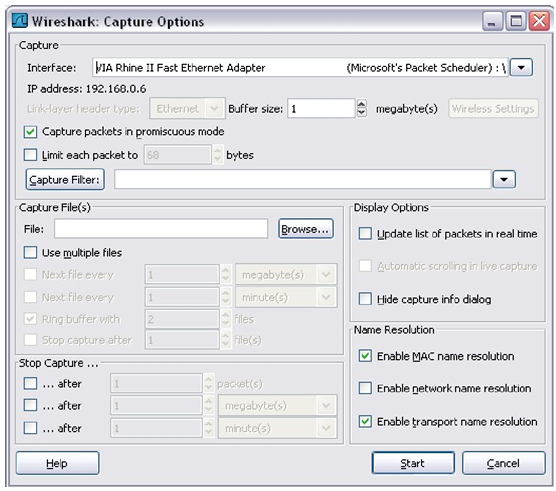 Wireshark: Capture Options
Capture
Interface: VIA Rhine II Fast Ethernet Adapter (Microsoft's Packet Scheduler) : \
IP address: 192.168.0.6
Link-layer header type: Ethernet Buffer size: 1 megabyte(s) Wireless Settings
Capture packets in promiscuous mode
Limit each packet to 68 bytes
Capture Filter:
Capture File(s)
File: Browse...
Use multiple files
Next file every 1 megabyte(s)
Next file every 1 minute(s)
Ring buffer with 2 files
Stop capture after 1 file(s)
Stop Capture ...
... after 1 packet(s)
... after 1 megabyte(s)
... after 1 minute(s)
Display Options
Update list of packets in real time
Automatic scrolling in live capture
Hide capture info dialog
Name Resolution
Enable MAC name resolution
Enable network name resolution
Enable transport name resolution
Help Start Cancel